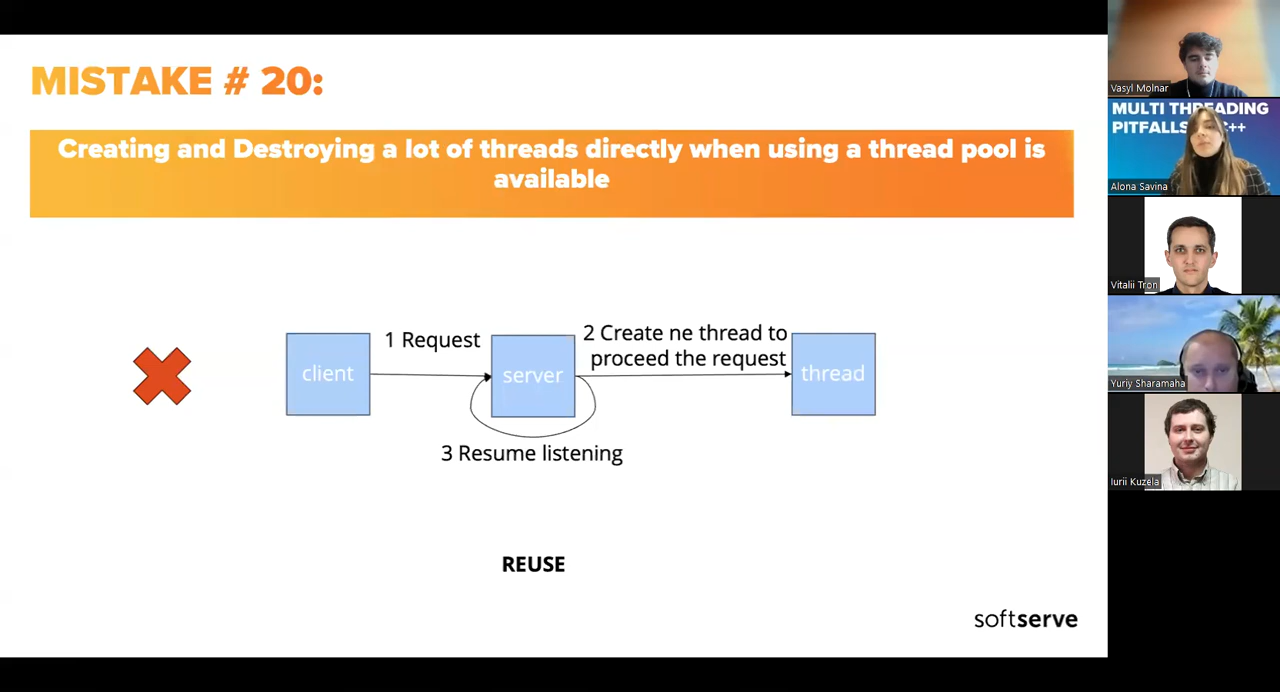 MISTAKE # 20:
Creating and Destroying a lot of threads directly when using a thread pool is
available
client
1 Request
server
2 Create ne thread to
proceed the request
thread
3 Resume listening
REUSE
softserve
Vasyl Molnar
MULTI THREADING
PITFALLS C++
Alona Savina
Vitalii Tron
Yuriy Sharamaha
Iurii Kuzela